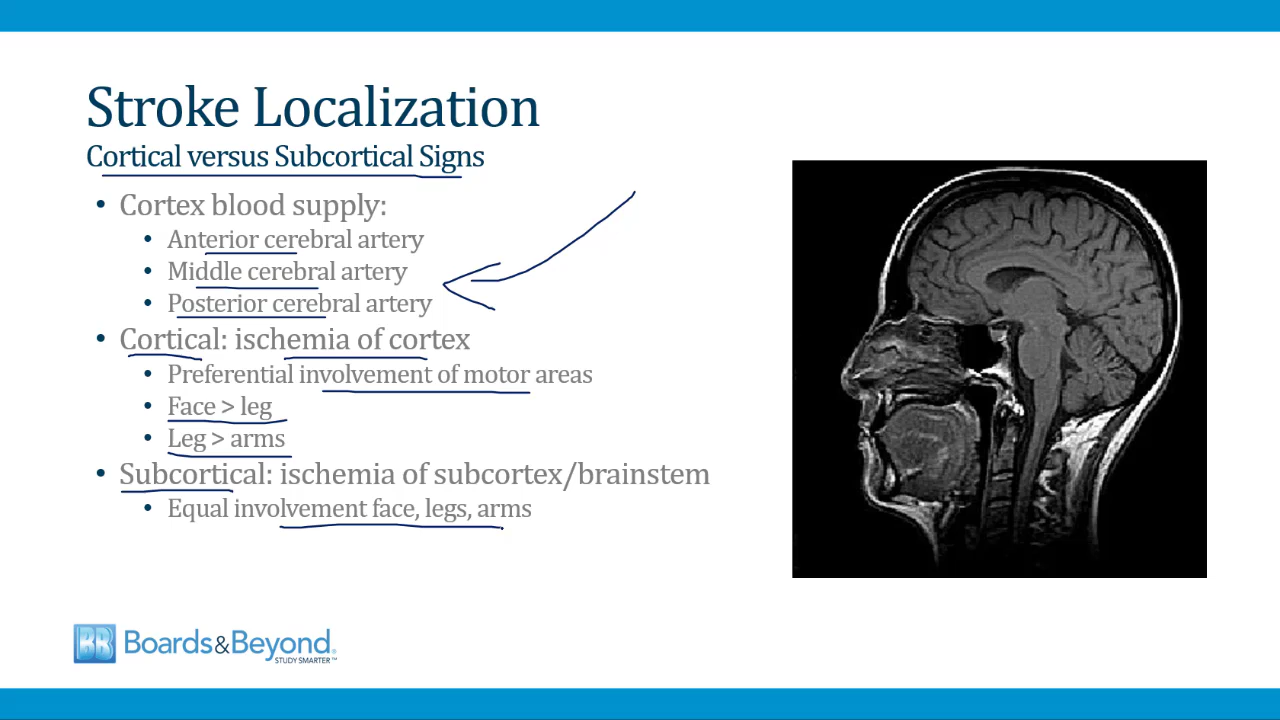 Stroke Localization
Cortical versus Subcortical Signs
• Cortex blood supply:
• Anterior cerebral artery
• Middle cerebral artery
• Posterior cerebral artery
• Cortical: ischemia of cortex
• Preferential involvement of motor areas
• Face > leg
• Leg > arms
• Subcortical: ischemia of subcortex/brainstem
• Equal involvement face, legs, arms
BB Boards&Beyond®
STUDY SMARTER™